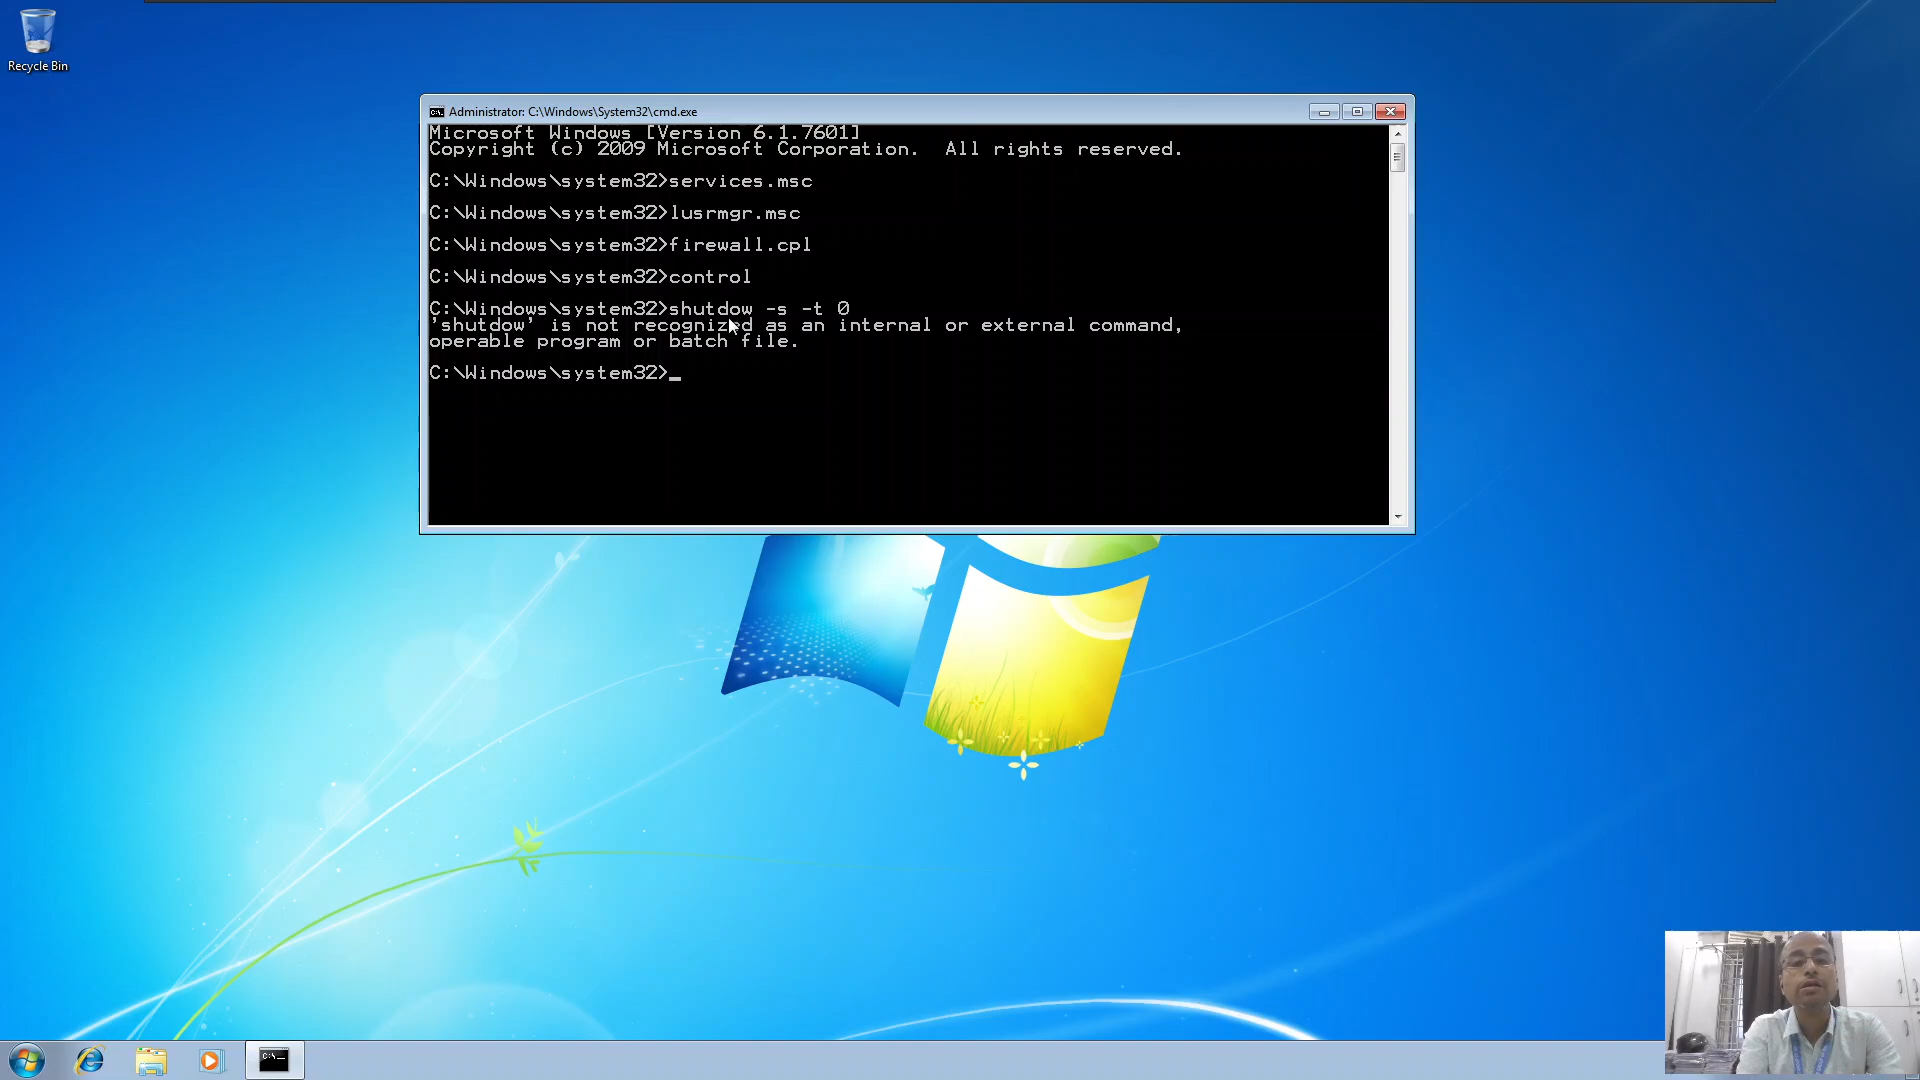 Recycle Bin
Administrator: C:\Windows\System32\cmd.exe
Microsoft Windows [Version 6.1.7601]
Copyright (c) 2009 Microsoft Corporation.  All rights reserved.
C:\Windows\system32>services.msc
C:\Windows\system32>lusrmgr.msc
C:\Windows\system32>firewall.cpl
C:\Windows\system32>control
C:\Windows\system32>shutdow -s -t 0
'shutdow' is not recognized as an internal or external command,
operable program or batch file.
C:\Windows\system32>_